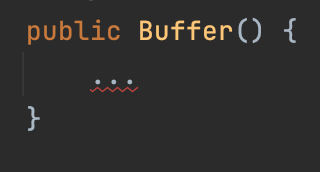 public Buffer() {
...
}